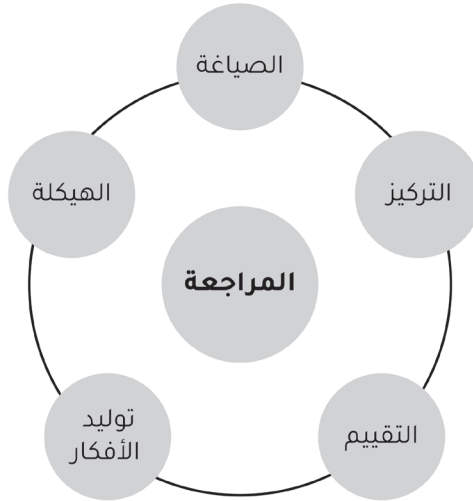 الصياغة
التركيز
الهيكلة
المراجعة
توليد
الأفكار
التقييم